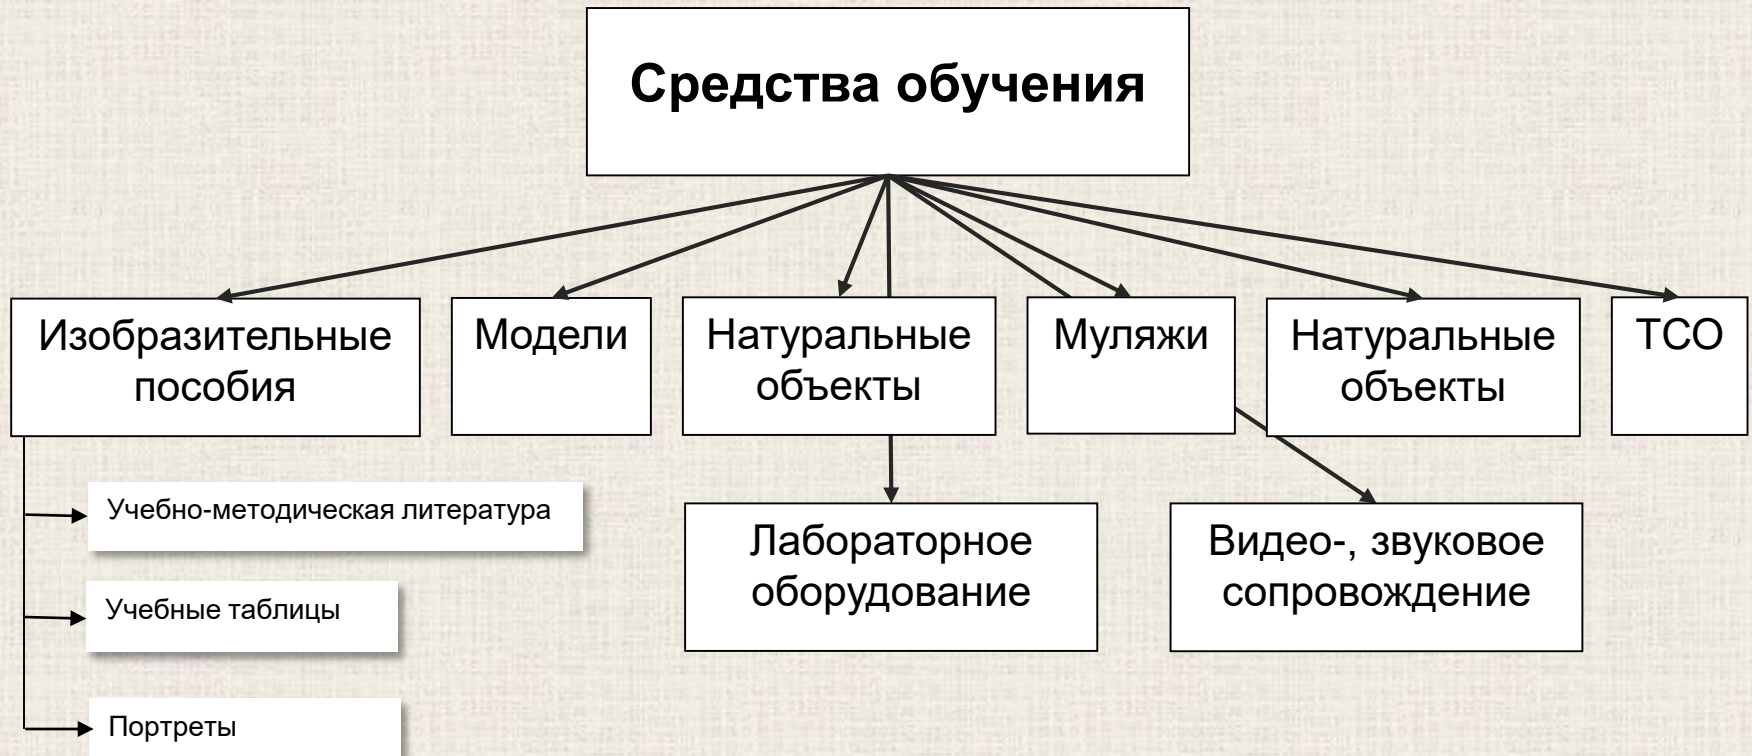 Средства обучения
Изобразительные
пособия
Модели
Натуральные
объекты
Муляжи
Натуральные
объекты
ТСО
Учебно-методическая литература
Учебные таблицы
Портреты
Лабораторное
оборудование
Видео-, звуковое
сопровождение